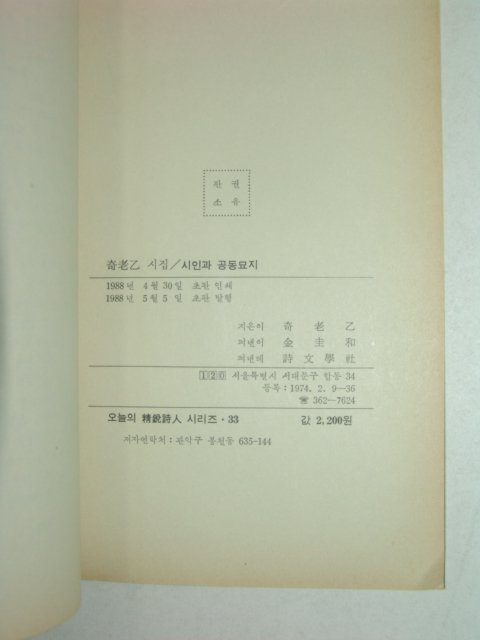 판 권
소 유
奇老乙 시집/시인과 공동묘지
1988년 4월 30일 초판 인쇄
1988년 5월 5일 초판 발행
지은이 奇老乙
펴낸이 金圭和
펴낸데 詩文學社
1 2 0 서울특별시 서대문구 합동 34
등록 : 1974. 2. 9-36
☎ 362-7624
오늘의 精銳詩人 시리즈·33 값 2,200원
저자연락처 : 관악구 봉천동 635-144